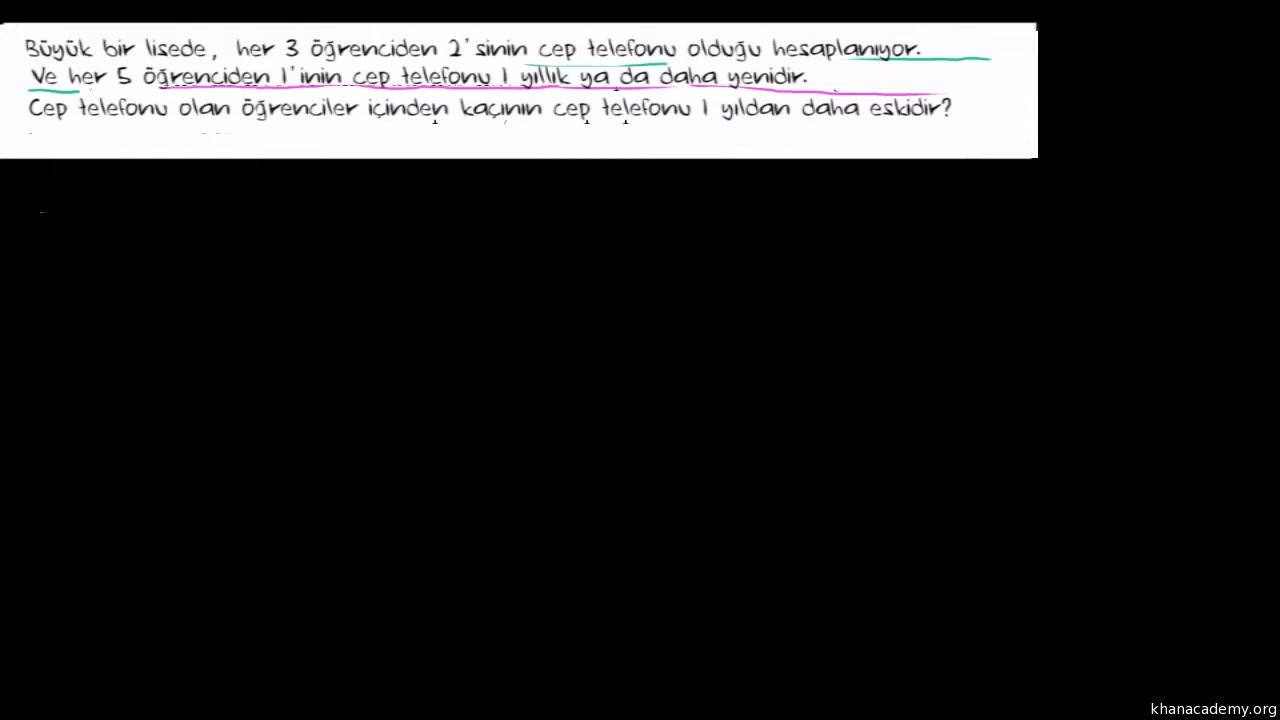 Büyük bir lisede, her 3 öğrenciden 2'sinin cep telefonu olduğu hesaplanıyor.
Ve her 5 öğrenciden 1'inin cep telefonu 1 yıllık ya da daha yenidir.
Cep telefonu olan öğrenciler içinden kaçının cep telefonu 1 yıldan daha eskidir?
khanacademy.org